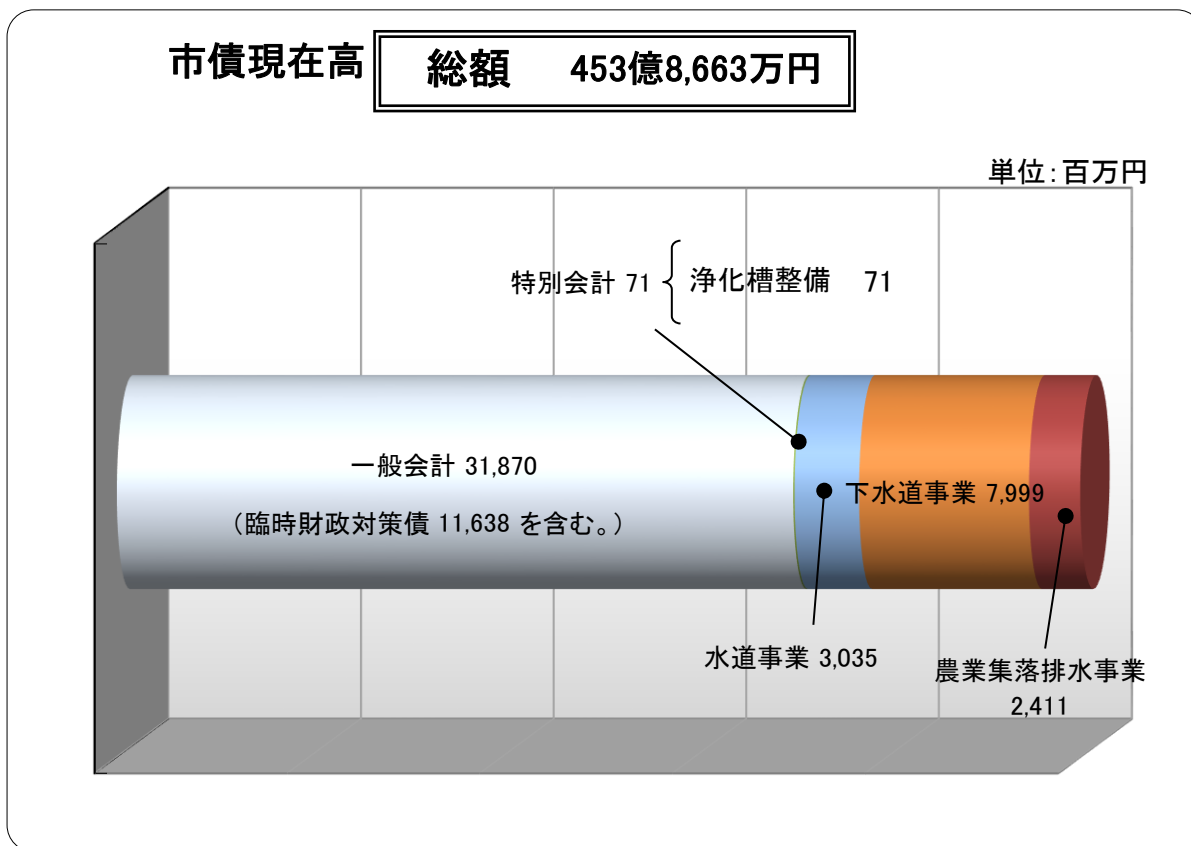 市債現在高 総額 453億8,663万円
単位：百万円
特別会計 71 浄化槽整備 71
一般会計 31,870
（臨時財政対策債 11,638 を含む。）
下水道事業 7,999
水道事業 3,035
農業集落排水事業
2,411